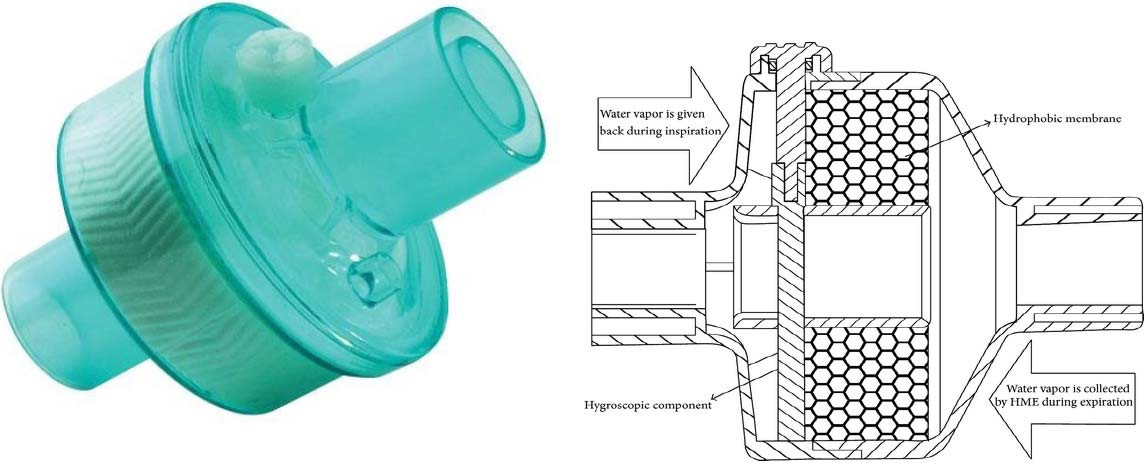 Water vapor is given
back during inspiration
Hydrophobic membrane
Hygroscopic component
Water vapor is collected
by HME during expiration